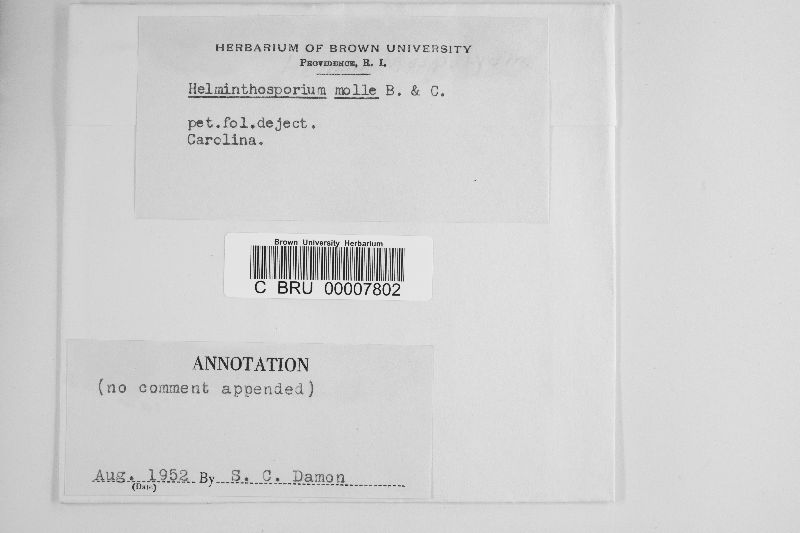 HERBARIUM OF BROWN UNIVERSITY
PROVIDENCE, R. I.
Helminthosporium molle B. & C.
pet.fol.deject.
Carolina.
Brown University Herbarium
C BRU 00007802
ANNOTATION
(no comment appended)
Aug. 1952 By S. C. Damon
(Date)